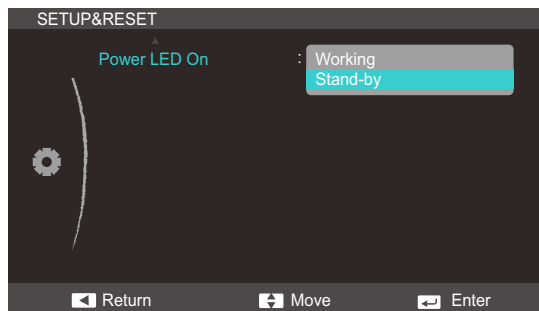 SETUP&RESET
Power LED On : Working
Stand-by
Return Move Enter